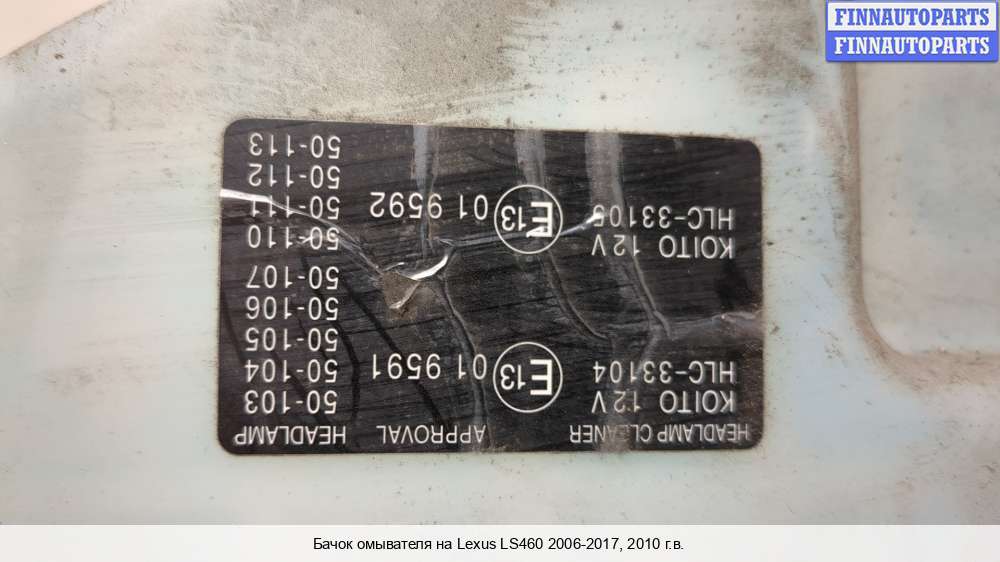 FINNAUTOPARTS
FINNAUTOPARTS
HEADLAMP CLEANER APPROVAL HEADLAMP
KOITO 12V
HLC-33104
E13
01 9591
50-103
50-104
50-105
50-106
50-107
KOITO 12V
HLC-33105
E13
01 9592
50-110
50-111
50-112
50-113
Бачок омывателя на Lexus LS460 2006-2017, 2010 г.в.